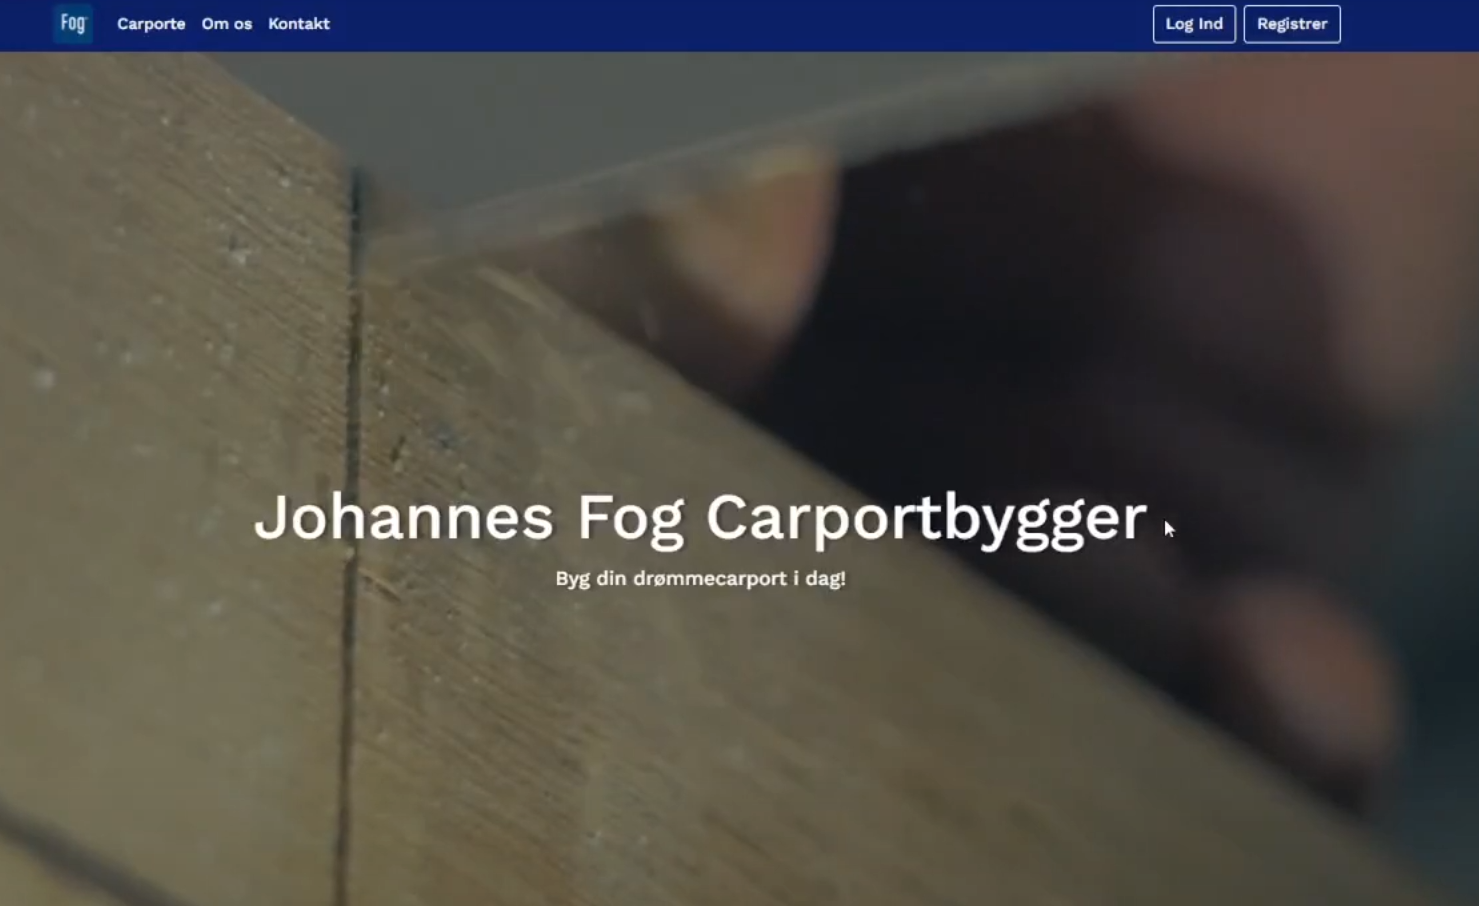 Fog
Carporte Om os Kontakt Log Ind Registrer
Johannes Fog Carportbygger
Byg din drømmecarport i dag!